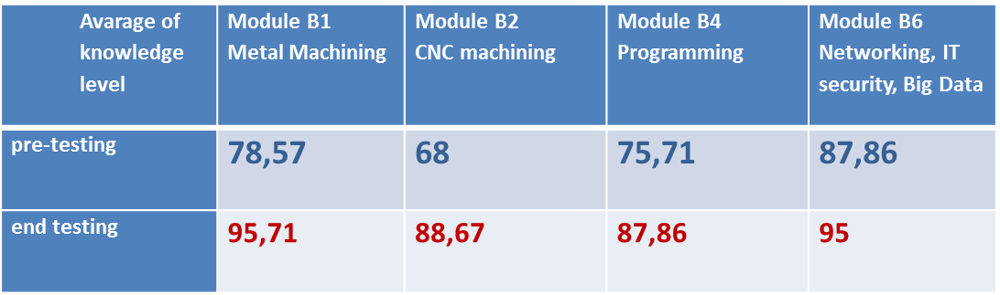 Avarage of
knowledge
level
Module B1
Metal Machining
Module B2
CNC machining
Module B4
Programming
Module B6
Networking, IT
security, Big Data
pre-testing
78,57
68
75,71
87,86
end testing
95,71
88,67
87,86
95